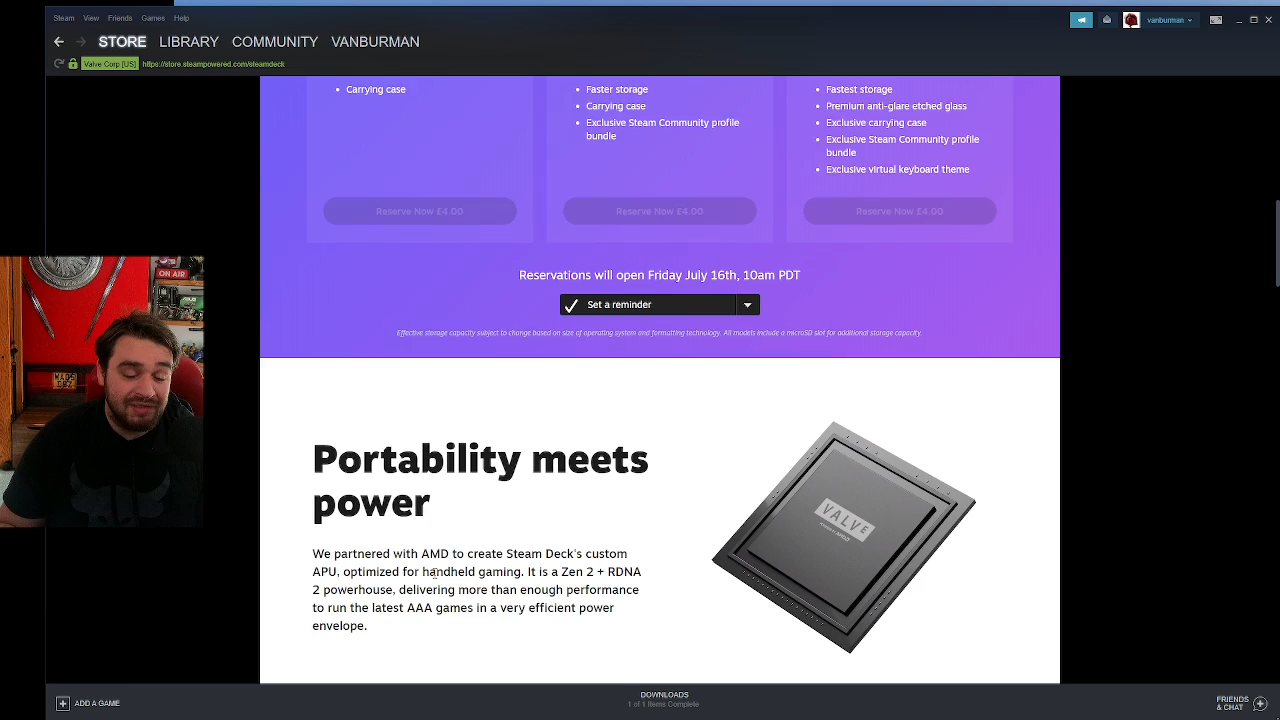 Steam View Friends Games Help
vanburman
STORE LIBRARY COMMUNITY VANBURMAN
Valve Corp [US] https://store.steampowered.com/steamdeck
• Carrying case
• Faster storage
• Carrying case
• Exclusive Steam Community profile
bundle
• Fastest storage
• Premium anti-glare etched glass
• Exclusive carrying case
• Exclusive Steam Community profile
bundle
• Exclusive virtual keyboard theme
Reserve Now £4.00
Reserve Now £4.00
Reserve Now £4.00
Reservations will open Friday July 16th, 10am PDT
Set a reminder
Effective storage capacity subject to change based on size of operating system and formatting technology. All models include a microSD slot for additional storage capacity.
ON AIR
Portability meets
power
We partnered with AMD to create Steam Deck's custom
APU, optimized for handheld gaming. It is a Zen 2 + RDNA
2 powerhouse, delivering more than enough performance
to run the latest AAA games in a very efficient power
envelope.
VALVE
ADD A GAME
DOWNLOADS
1 of 1 Items Complete
FRIENDS
& CHAT